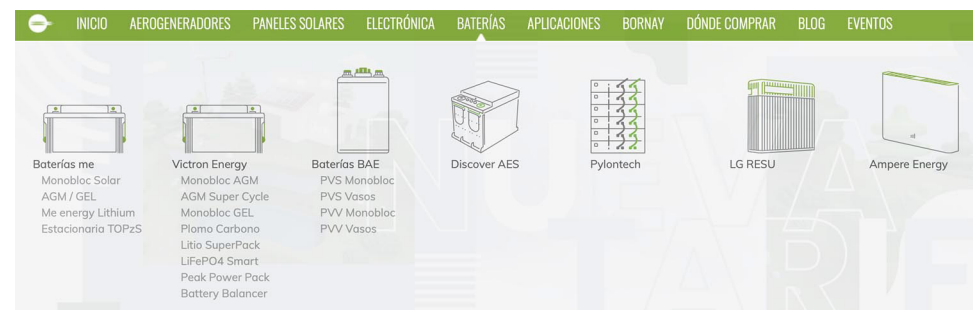 INICIO AEROGENERADORES PANELES SOLARES ELECTRÓNICA BATERÍAS APLICACIONES BORNAY DÓNDE COMPRAR BLOG EVENTOS
Baterías me
Monobloc Solar
AGM / GEL
Me energy Lithium
Estacionaria TOPzS
Victron Energy
Monobloc AGM
AGM Super Cycle
Monobloc GEL
Plomo Carbono
Litio SuperPack
LiFePO4 Smart
Peak Power Pack
Battery Balancer
Baterías BAE
PVS Monobloc
PVS Vasos
PVV Monobloc
PVV Vasos
Discover AES
Pylontech
LG RESU
Ampere Energy
NUEVA
TARIF